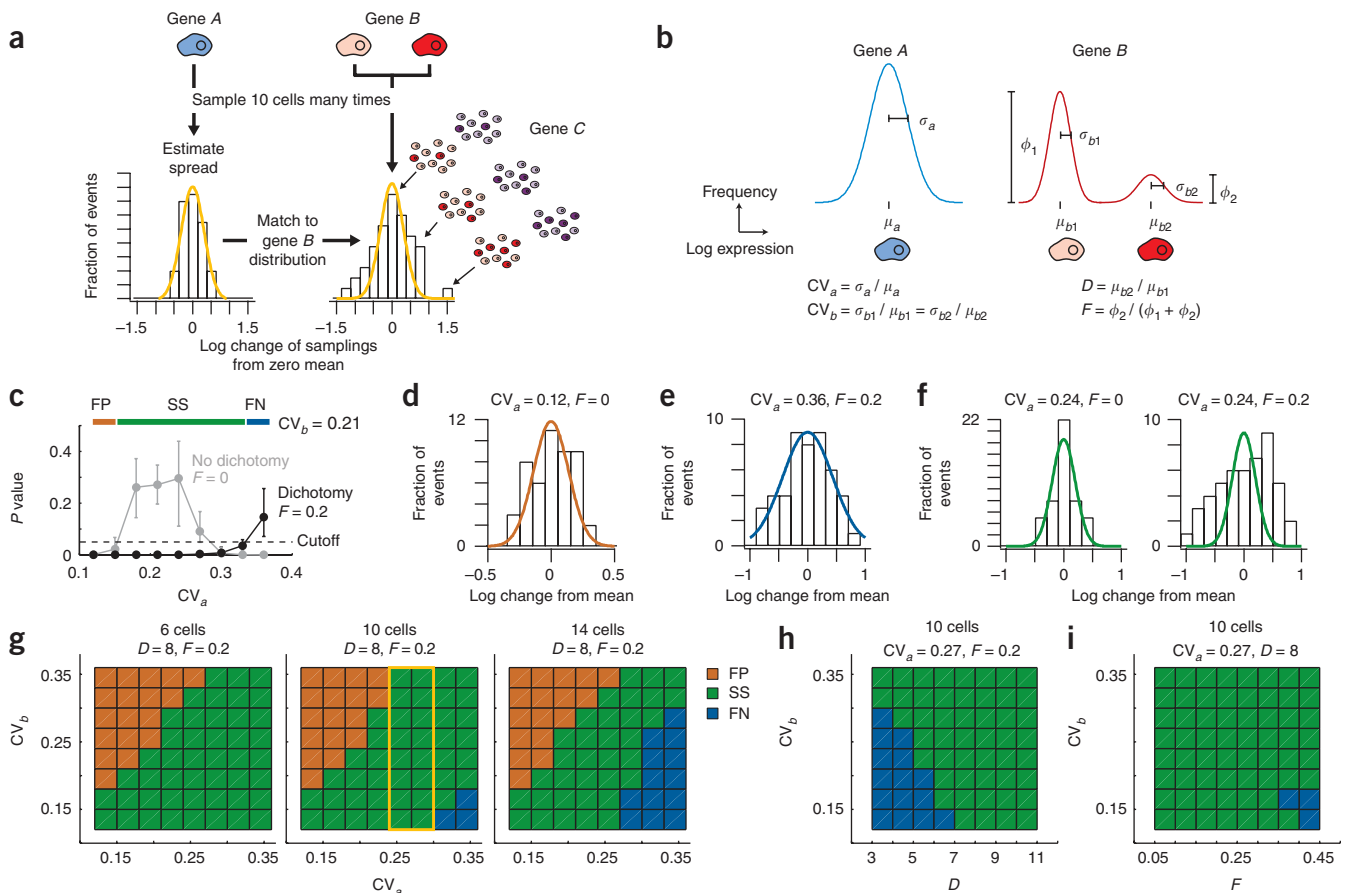 a
Gene A
Gene B
Sample 10 cells many times
Estimate
spread
Gene C
Match to
gene B
distribution
Fraction of events
−1.5 0 1.5
−1.5 0 1.5
Log change of samplings
from zero mean
b
Gene A
Gene B
σa
ϕ1
σb1
σb2
ϕ2
Frequency
Log expression
μa
μb1
μb2
CVa = σa / μa
CVb = σb1 / μb1 = σb2 / μb2
D = μb2 / μb1
F = ϕ2 / (ϕ1 + ϕ2)
c
FP SS FN CVb = 0.21
P value
0.4
0.2
0
No dichotomy
F = 0
Dichotomy
F = 0.2
Cutoff
0.1 0.2 0.3 0.4
CVa
d
CVa = 0.12, F = 0
Fraction of
events
12
0
−0.5 0 0.5
Log change from mean
e
CVa = 0.36, F = 0.2
Fraction of
events
10
0
−1 0 1
Log change from mean
f
CVa = 0.24, F = 0
CVa = 0.24, F = 0.2
Fraction of
events
22
0
−1 0 1
10
0
−1 0 1
Log change from mean
g
6 cells
D = 8, F = 0.2
10 cells
D = 8, F = 0.2
14 cells
D = 8, F = 0.2
CVb
0.35
0.25
0.15
0.15 0.25 0.35
0.15 0.25 0.35
0.15 0.25 0.35
CVa
FP
SS
FN
h
10 cells
CVa = 0.27, F = 0.2
CVb
0.35
0.15
3 5 7 9 11
D
i
10 cells
CVa = 0.27, D = 8
CVb
0.35
0.15
0.05 0.25 0.45
F